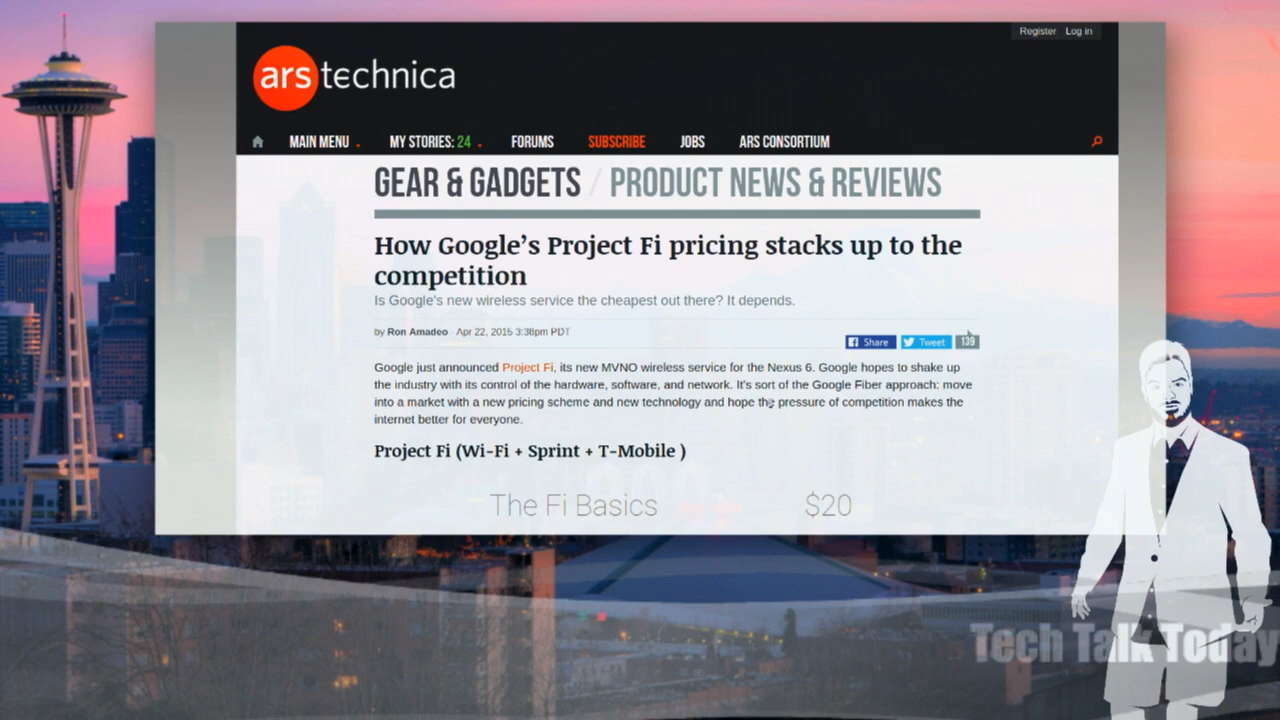 Register Log in
ars technica
MAIN MENU MY STORIES: 24 FORUMS SUBSCRIBE JOBS ARS CONSORTIUM
GEAR & GADGETS / PRODUCT NEWS & REVIEWS
How Google’s Project Fi pricing stacks up to the
competition
Is Google's new wireless service the cheapest out there? It depends.
by Ron Amadeo - Apr 22, 2015 3:38pm PDT
Share Tweet 139
Google just announced Project Fi, its new MVNO wireless service for the Nexus 6. Google hopes to shake up
the industry with its control of the hardware, software, and network. It's sort of the Google Fiber approach: move
into a market with a new pricing scheme and new technology and hope the pressure of competition makes the
internet better for everyone.
Project Fi (Wi-Fi + Sprint + T-Mobile )
The Fi Basics $20
Tech Talk Today